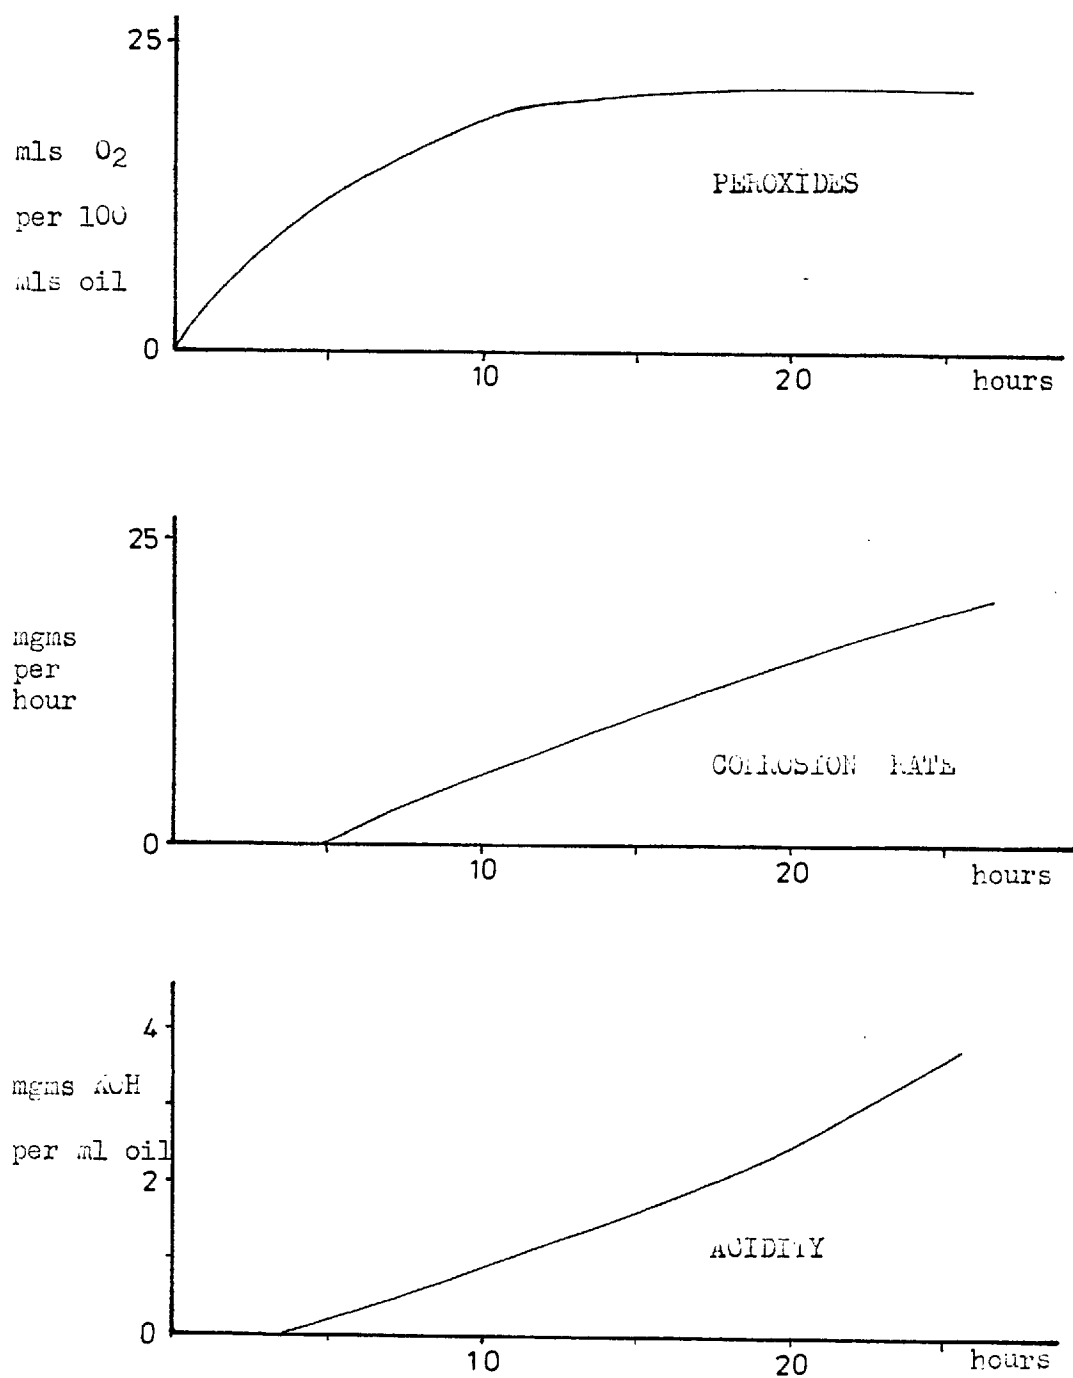 25
mls O2
per 100
mls oil
PEROXIDES
0
10
20
hours
25
mgms
per
hour
CORROSION RATE
0
10
20
hours
4
mgms KOH
per ml oil
2
ACIDITY
0
10
20
hours